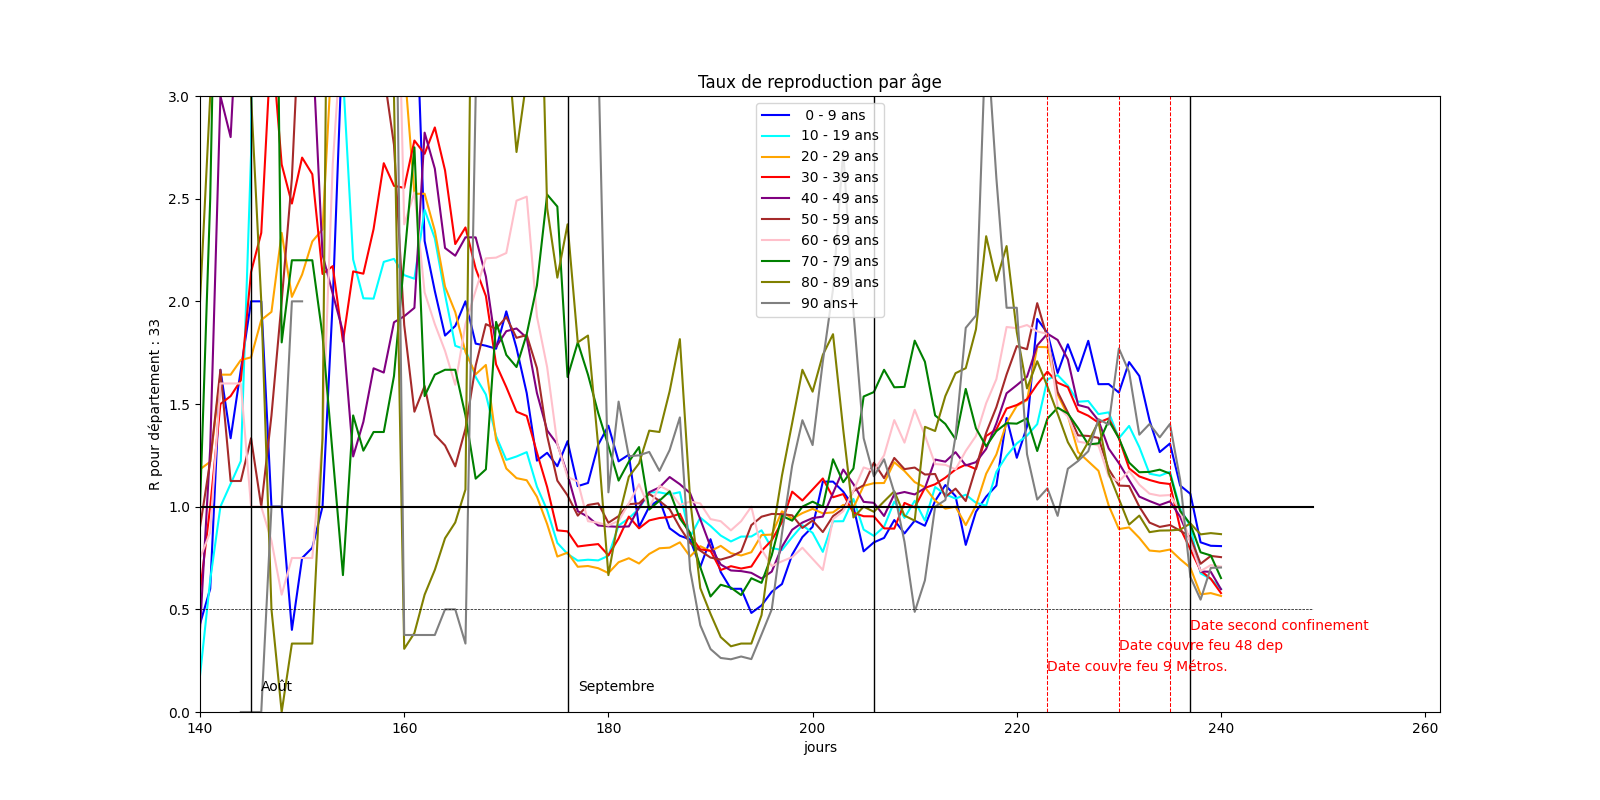 Taux de reproduction par âge
R pour département : 33
3.0
2.5
2.0
1.5
1.0
0.5
0.0
0 - 9 ans
10 - 19 ans
20 - 29 ans
30 - 39 ans
40 - 49 ans
50 - 59 ans
60 - 69 ans
70 - 79 ans
80 - 89 ans
90 ans+
Date second confinement
Date couvre feu 48 dep
Date couvre feu 9 Métros.
Août
Septembre
140
160
180
200
220
240
260
jours